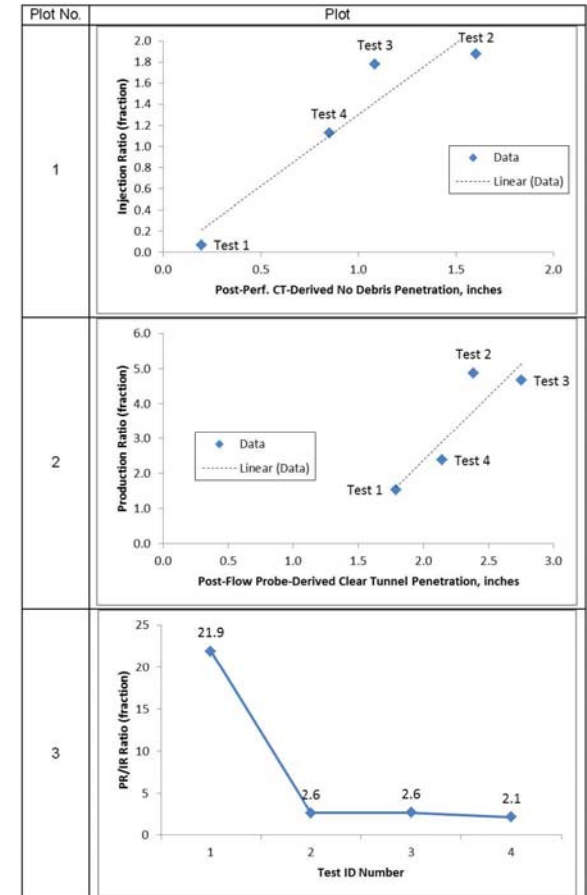 Plot No. Plot
1
Injection Ratio (fraction)
2.0
1.8
1.6
1.4
1.2
1.0
0.8
0.6
0.4
0.2
0.0
Test 2
Test 3
Test 4
Test 1
Data
Linear (Data)
0.0 0.5 1.0 1.5 2.0
Post-Perf. CT-Derived No Debris Penetration, inches
2
Production Ratio (fraction)
6.0
5.0
4.0
3.0
2.0
1.0
0.0
Test 2
Test 3
Test 4
Test 1
Data
Linear (Data)
0.0 0.5 1.0 1.5 2.0 2.5 3.0
Post-Flow Probe-Derived Clear Tunnel Penetration, inches
3
PR/IR Ratio (fraction)
25
20
15
10
5
0
21.9
2.6 2.6 2.1
1 2 3 4
Test ID Number